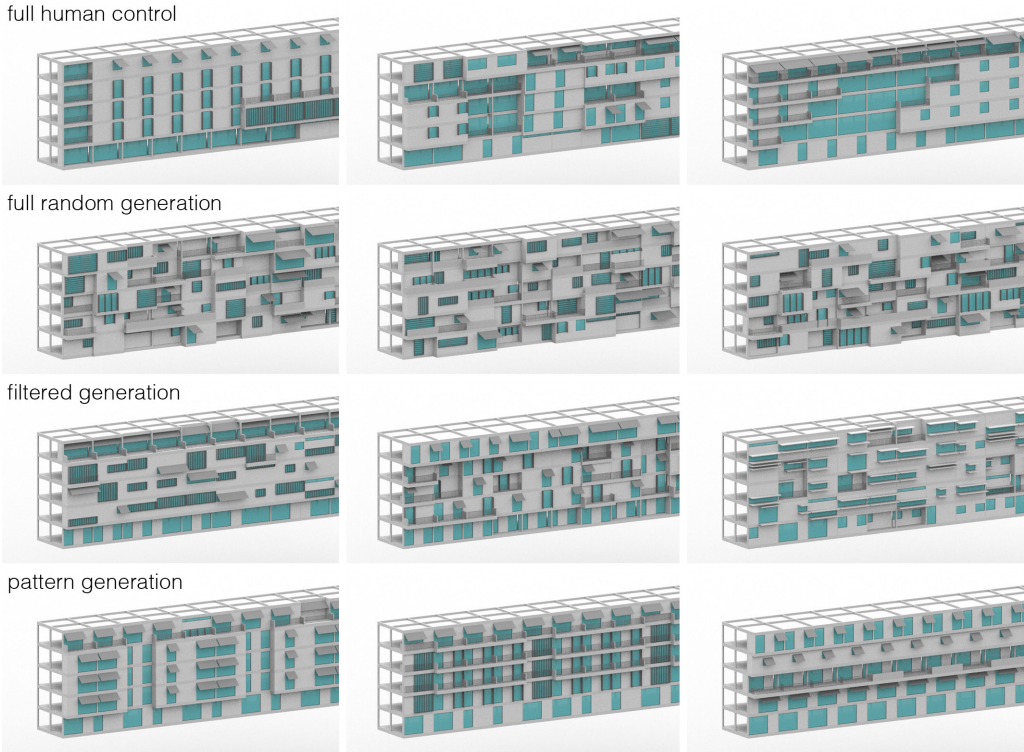 full human control
full random generation
filtered generation
pattern generation